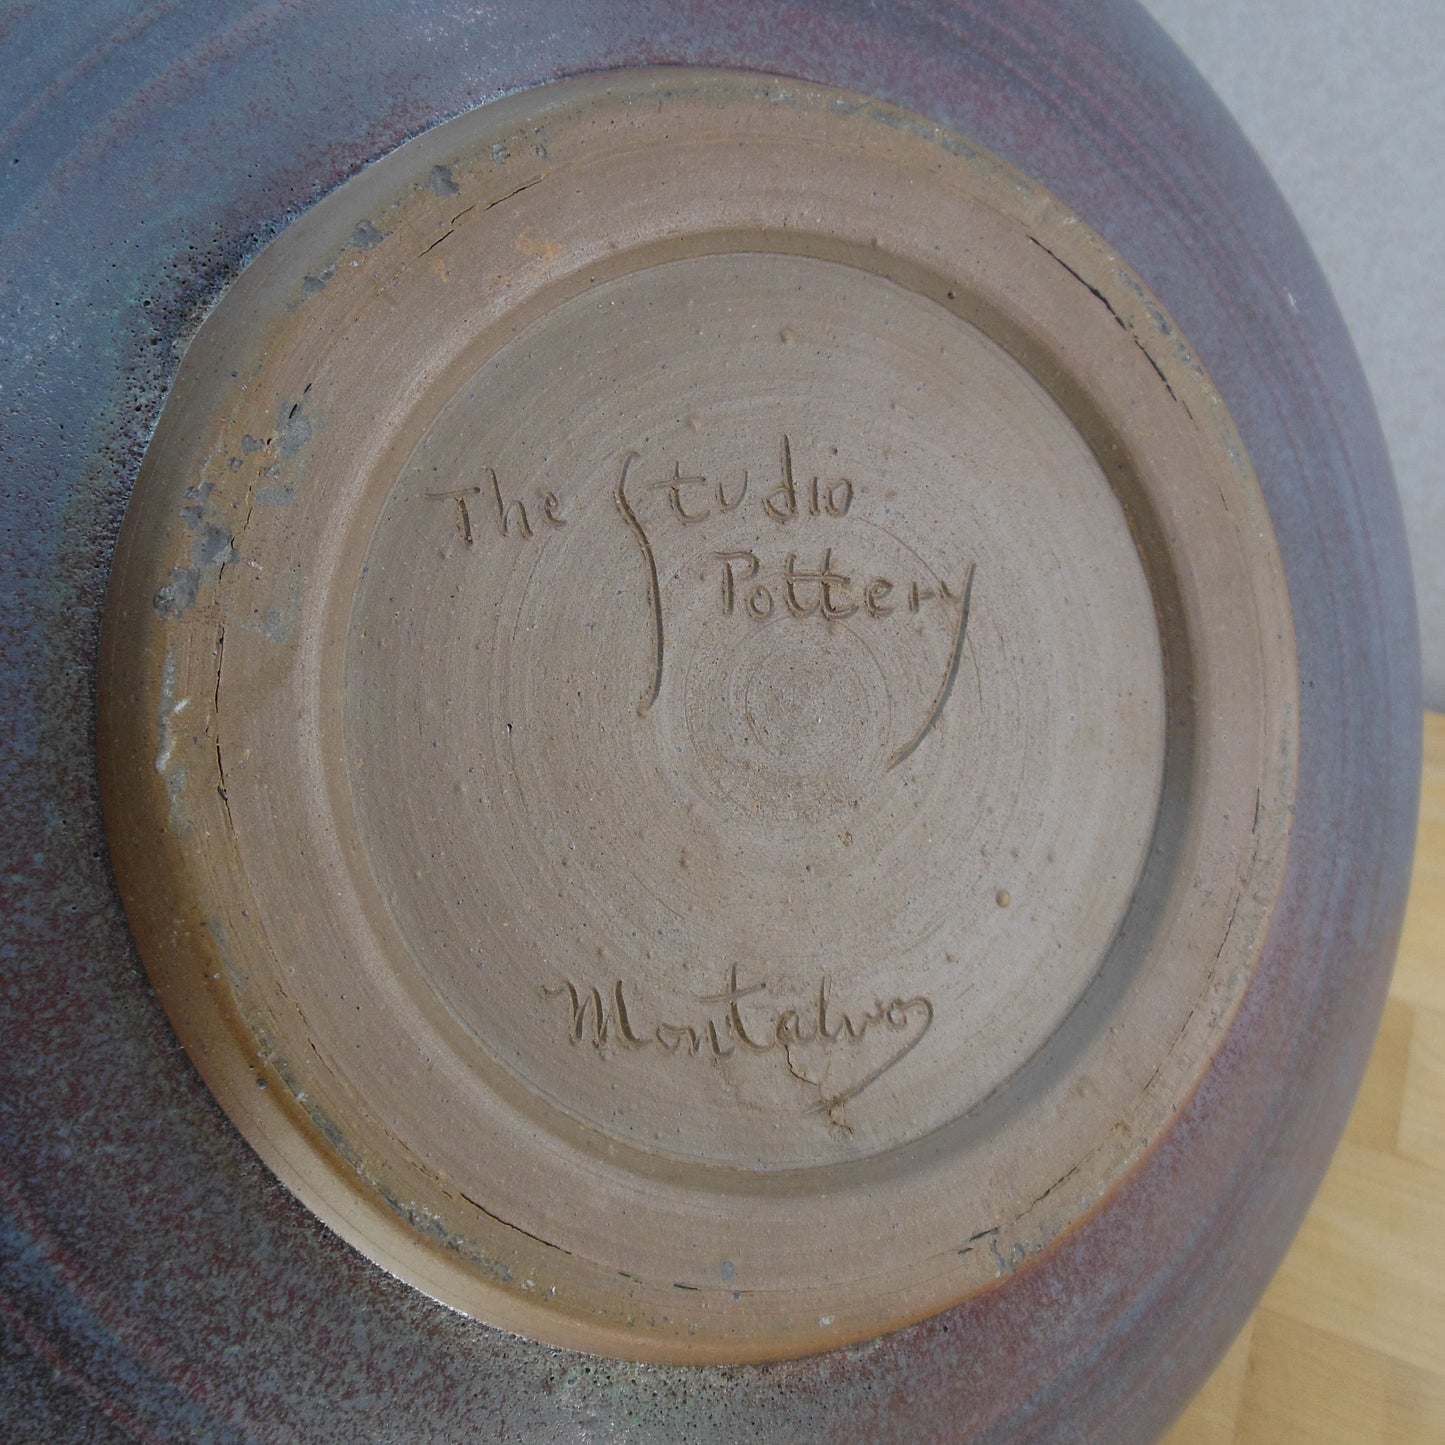 The Studio
Pottery
Montalvo